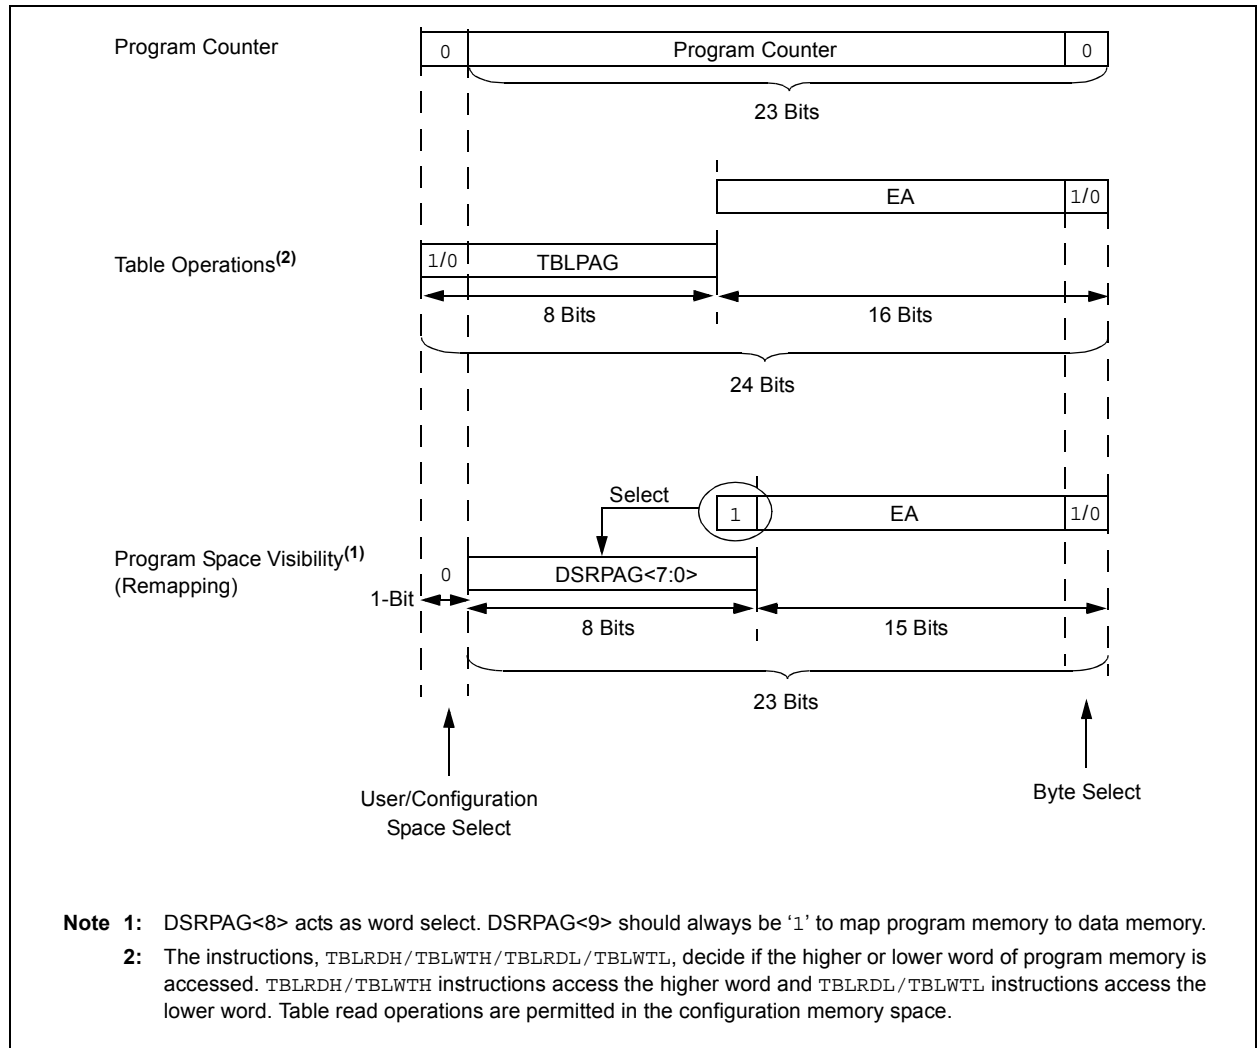 Program Counter
0
Program Counter
0
23 Bits
EA
1/0
Table Operations(2)
1/0
TBLPAG
8 Bits
16 Bits
24 Bits
Select
1
EA
1/0
Program Space Visibility(1)
(Remapping)
0
DSRPAG<7:0>
1-Bit
8 Bits
15 Bits
23 Bits
User/Configuration
Space Select
Byte Select
Note 1: DSRPAG<8> acts as word select. DSRPAG<9> should always be ‘1’ to map program memory to data memory.
2: The instructions, TBLRDH/TBLWTH/TBLRDL/TBLWTL, decide if the higher or lower word of program memory is
accessed. TBLRDH/TBLWTH instructions access the higher word and TBLRDL/TBLWTL instructions access the
lower word. Table read operations are permitted in the configuration memory space.